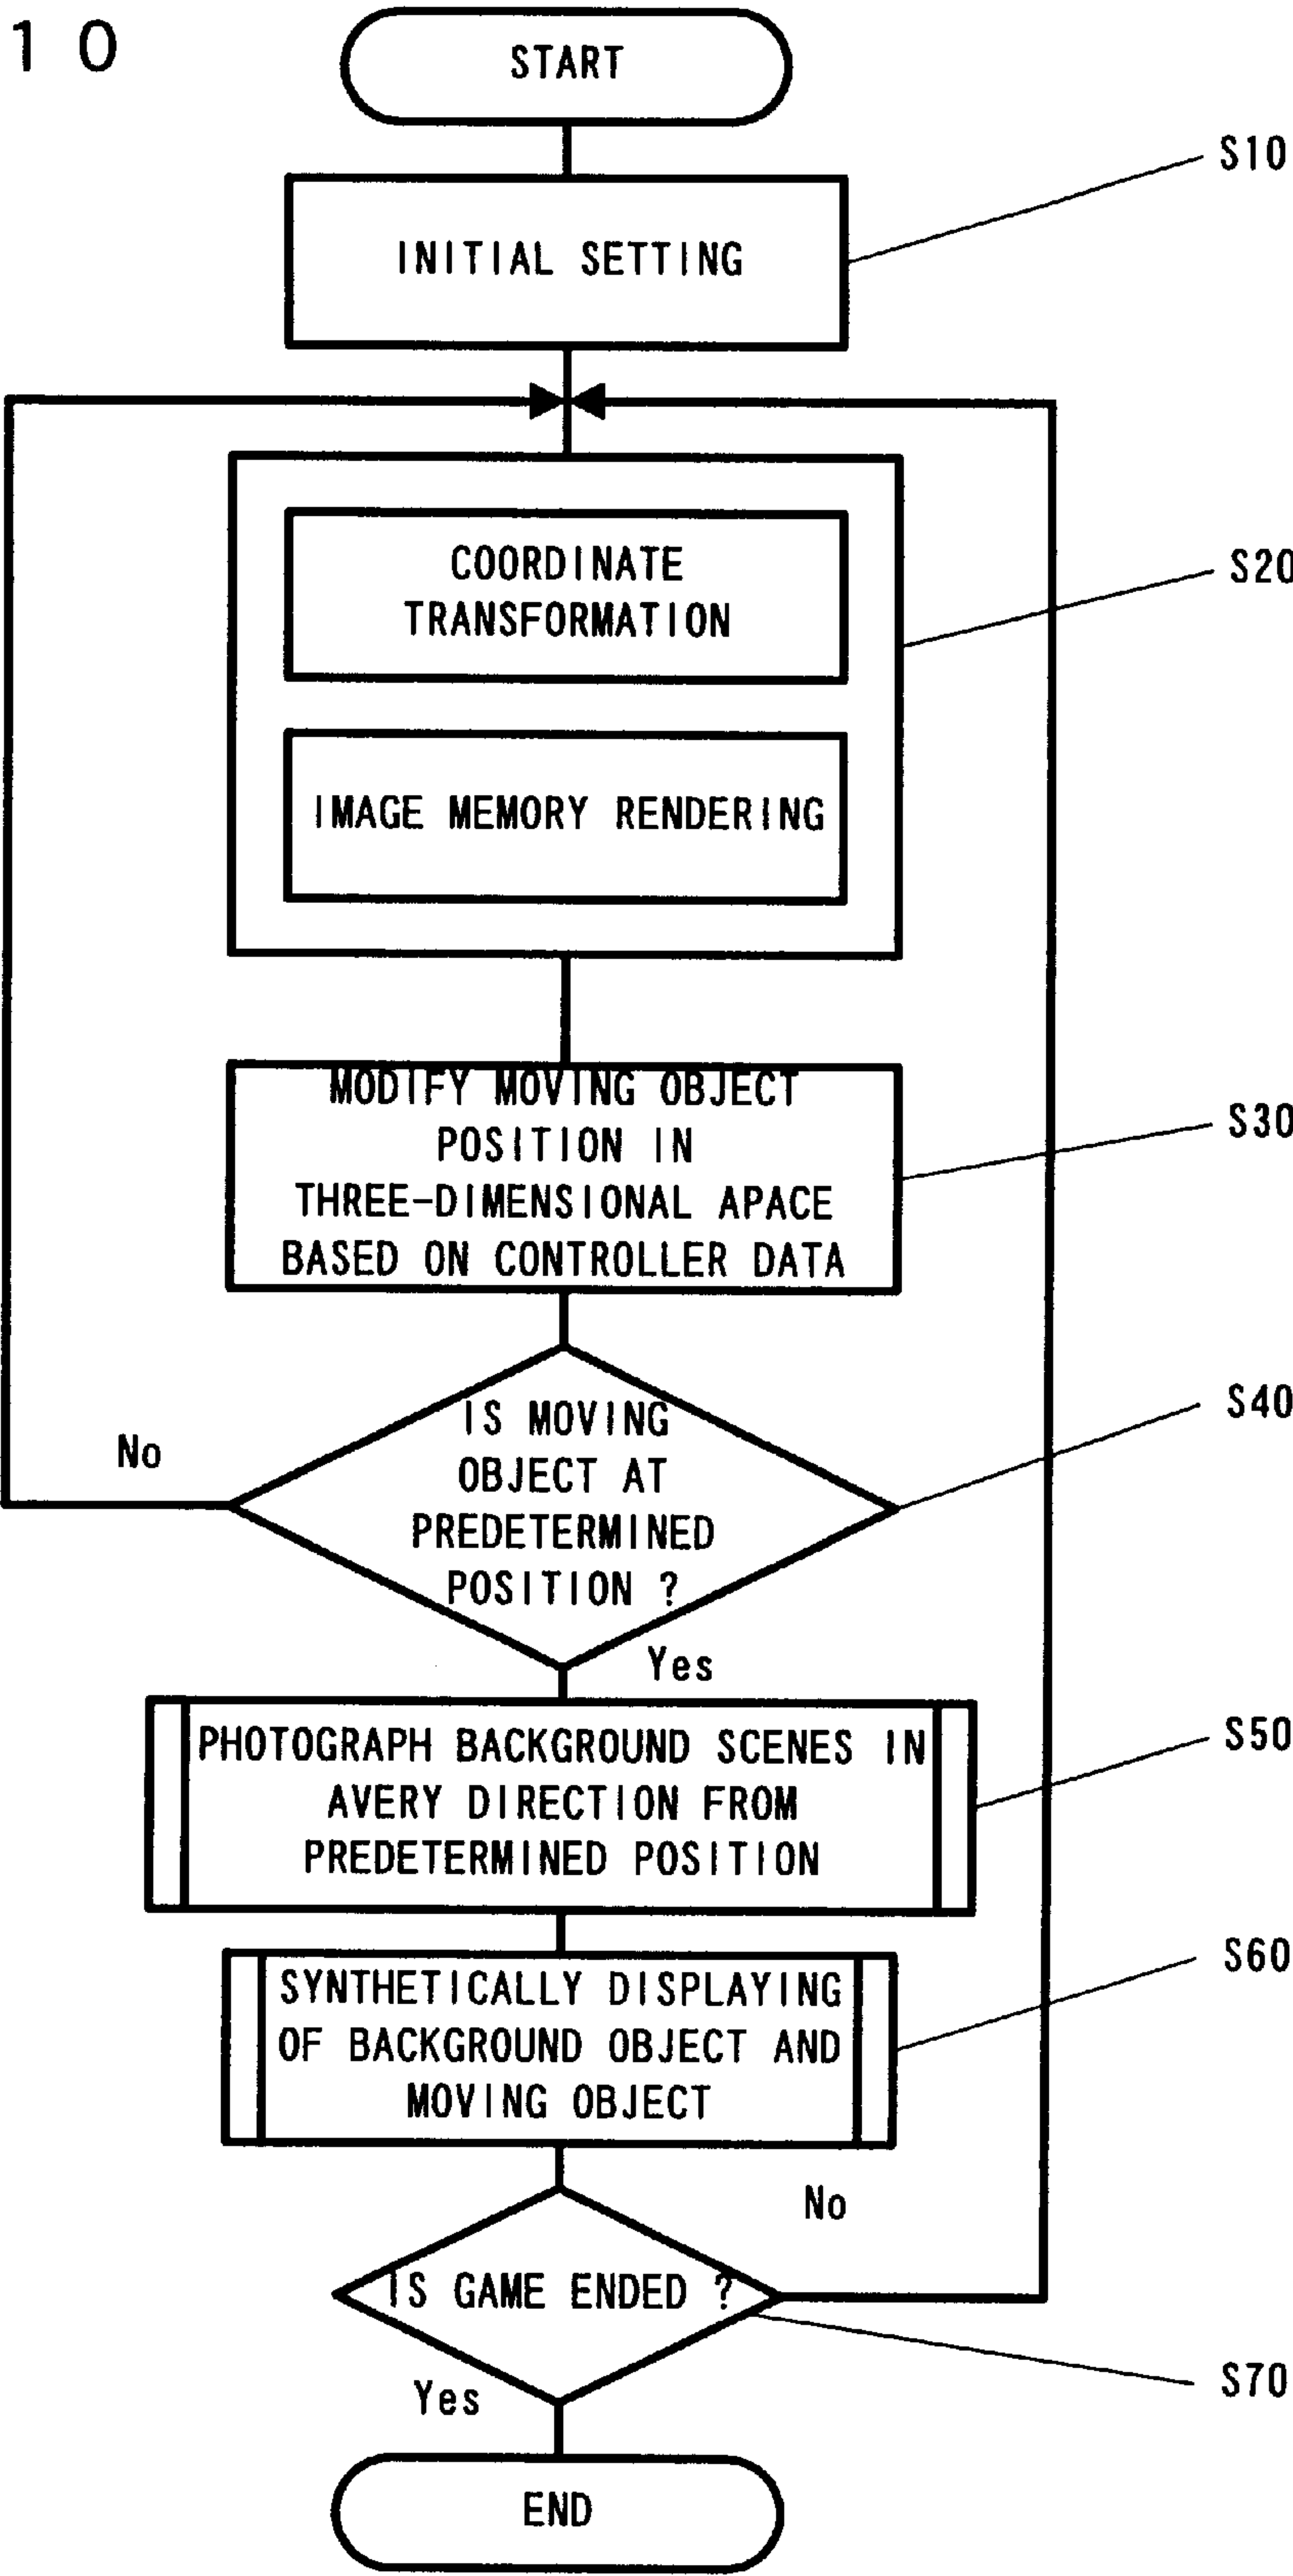 10
START
S10
INITIAL SETTING
COORDINATE
TRANSFORMATION
S20
IMAGE MEMORY RENDERING
MODIFY MOVING OBJECT
POSITION IN
THREE-DIMENSIONAL APACE
BASED ON CONTROLLER DATA
S30
IS MOVING
OBJECT AT
PREDETERMINED
POSITION ?
S40
No
Yes
PHOTOGRAPH BACKGROUND SCENES IN
AVERY DIRECTION FROM
PREDETERMINED POSITION
S50
SYNTHETICALLY DISPLAYING
OF BACKGROUND OBJECT AND
MOVING OBJECT
S60
No
IS GAME ENDED ?
S70
Yes
END